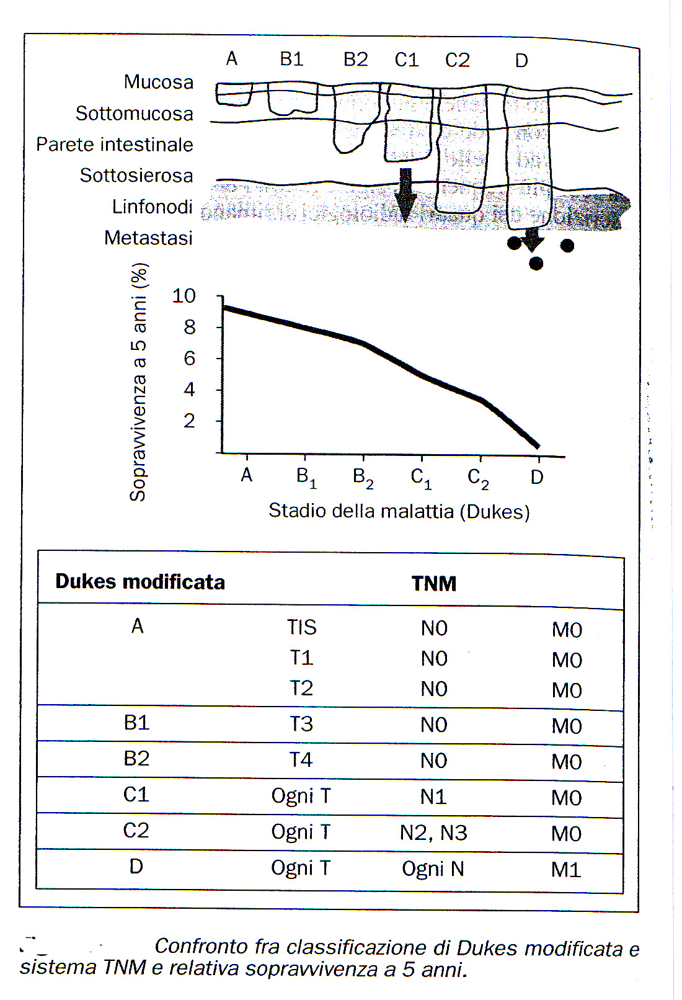 A B1 B2 C1 C2 D
Mucosa
Sottomucosa
Parete intestinale
Sottosierosa
Linfonodi
Metastasi
Sopravvivenza a 5 anni (%)
10
8
6
4
2
A B1 B2 C1 C2 D
Stadio della malattia (Dukes)
Dukes modificata TNM
A TIS N0 M0
T1 N0 M0
T2 N0 M0
B1 T3 N0 M0
B2 T4 N0 M0
C1 Ogni T N1 M0
C2 Ogni T N2, N3 M0
D Ogni T Ogni N M1
Confronto fra classificazione di Dukes modificata e
sistema TNM e relativa sopravvivenza a 5 anni.